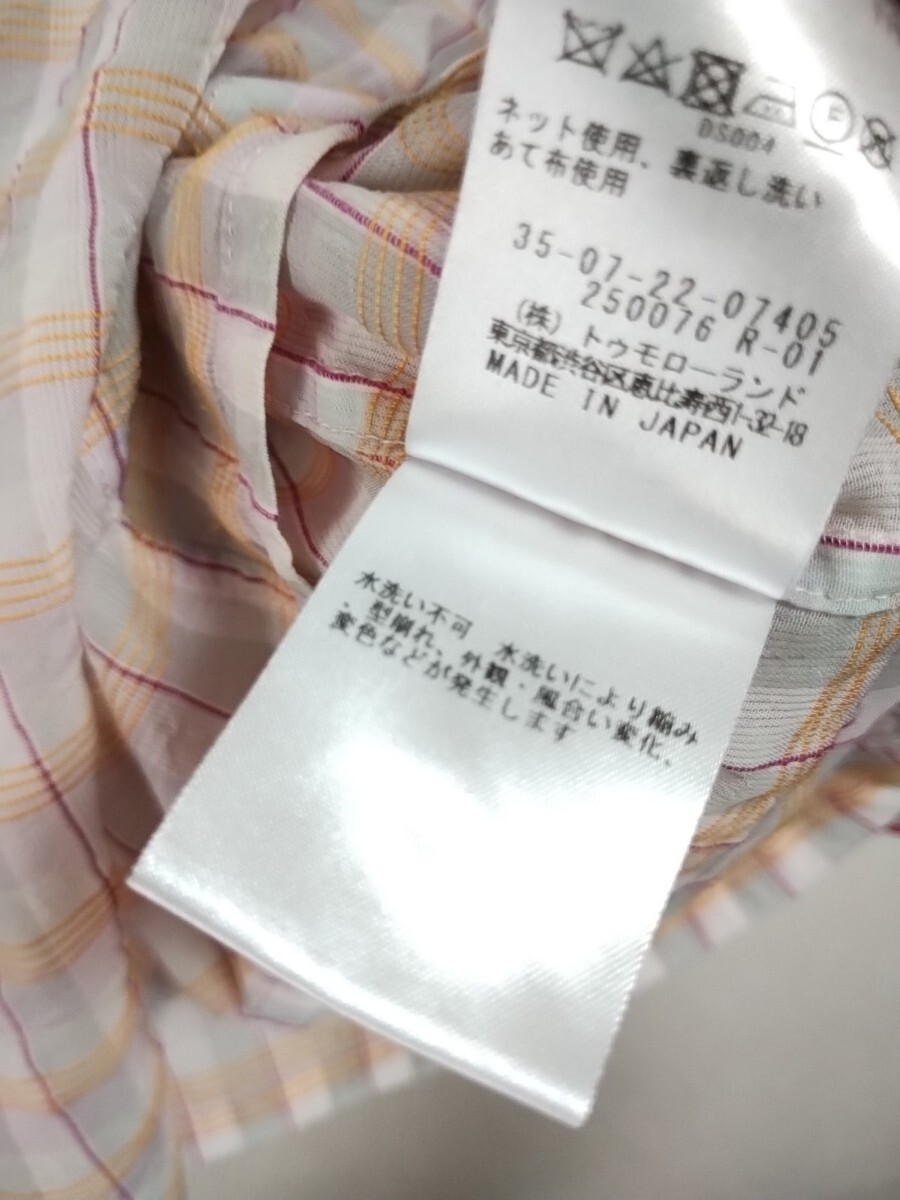 DS004
ネット使用、裏返し洗い
あて布使用
35-07-22-07405
250076 R-01
(株) トゥモローランド
東京都渋谷区恵比寿西1-32-18
MADE IN JAPAN
水洗い不可 水洗いにより縮み
、型崩れ、外観・風合い変化、
変色などが発生します